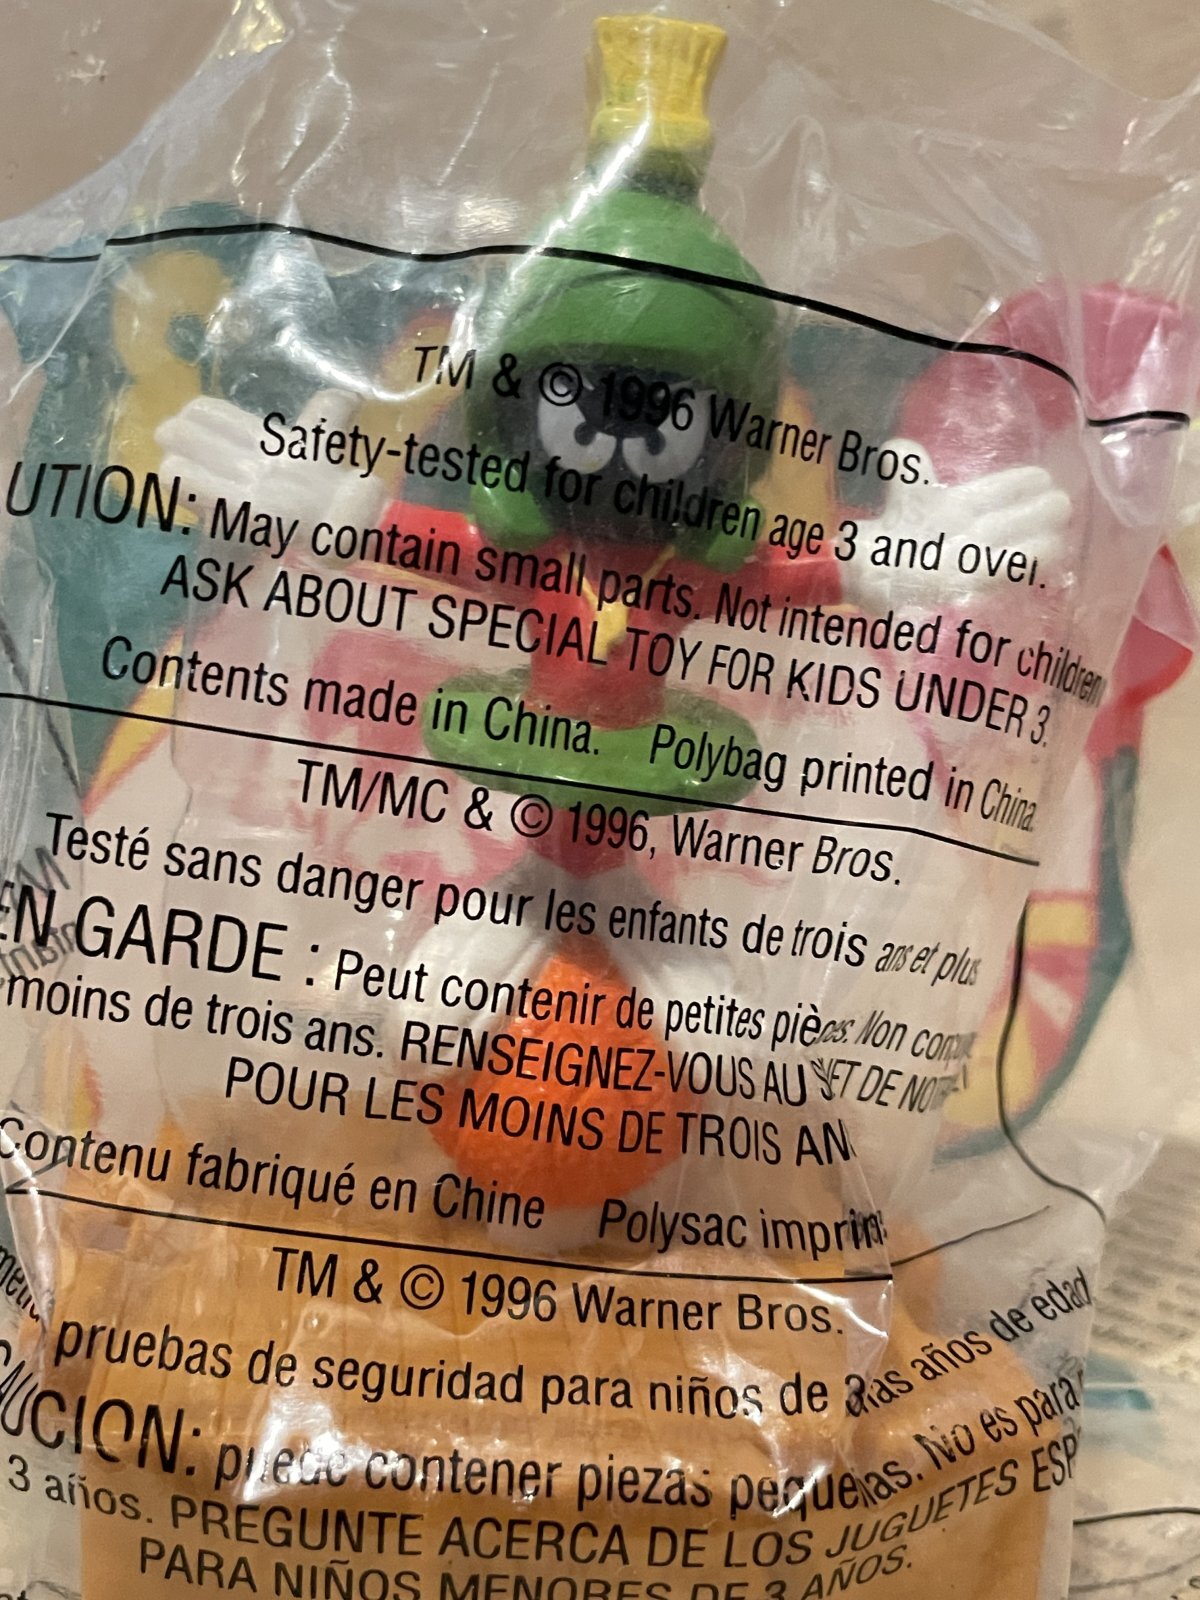 TM & © 1996 Warner Bros.
Safety-tested for children age 3 and over.
UTION: May contain small parts. Not intended for children
ASK ABOUT SPECIAL TOY FOR KIDS UNDER 3.
Contents made in China. Polybag printed in China.
TM/MC & © 1996, Warner Bros.
Testé sans danger pour les enfants de trois ans et plus
EN GARDE : Peut contenir de petites pièces. Non
moins de trois ans. RENSEIGNEZ-VOUS AU DE
POUR LES MOINS DE TROIS AN
Contenu fabriqué en Chine Polysac imprim
TM & © 1996 Warner Bros.
pruebas de seguridad para niños de años de edad
AUCION: puede contener piezas pequeñas. No es para
3 años. PREGUNTE ACERCA DE LOS JUGUETES ESP
PARA NIÑOS MENORES DE 3 AÑOS.